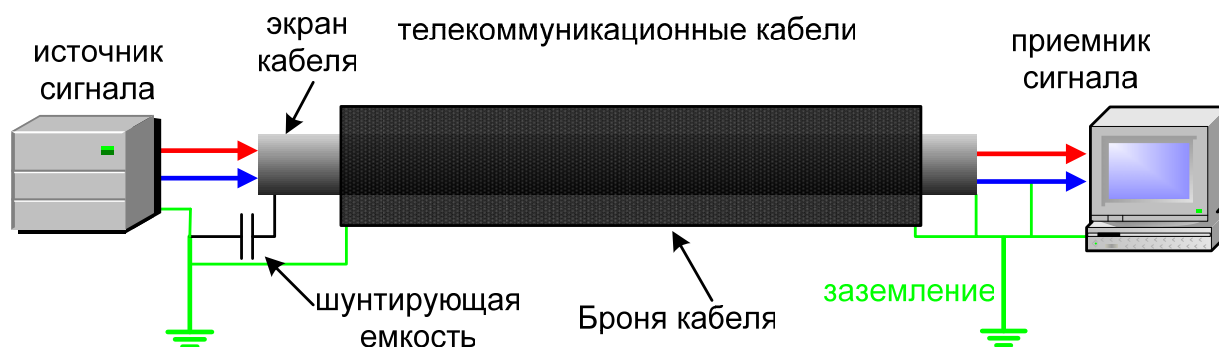 источник
сигнала
экран
кабеля
телекоммуникационные кабели
приемник
сигнала
шунтирующая
емкость
Броня кабеля
заземление